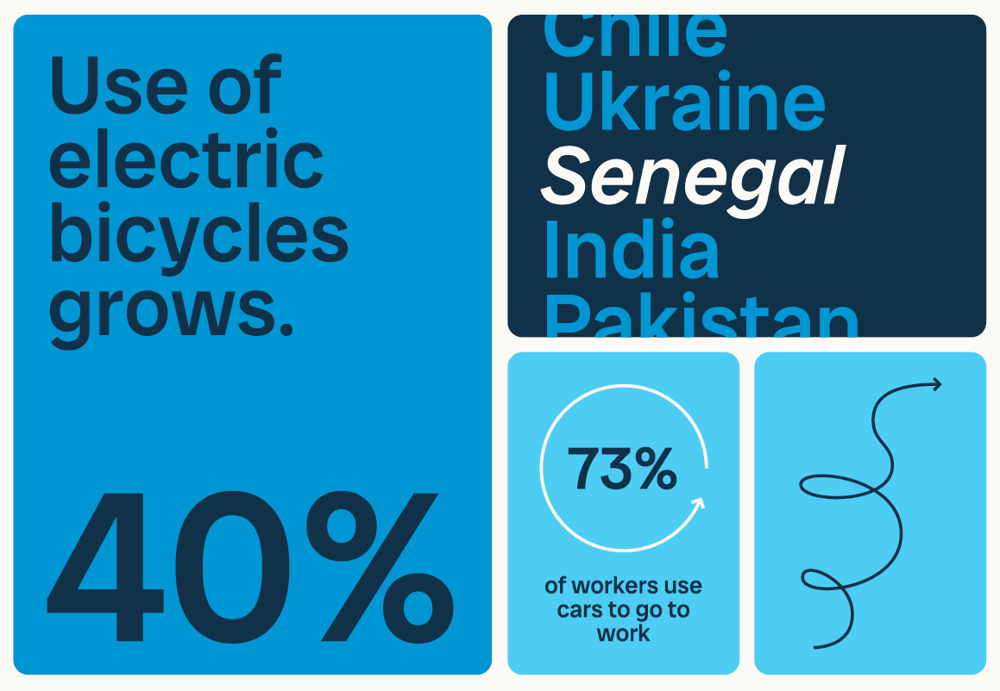 Use of
electric
bicycles
grows.
40%
Chile
Ukraine
Senegal
India
Pakistan
73%
of workers use
cars to go to
work